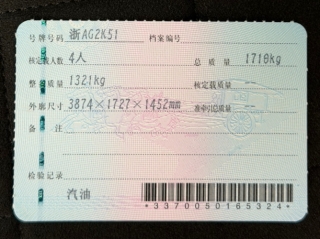 号牌号码 浙AG2K51 档案编号
核定载人数 4人 总质量 1710kg
整备质量 1321kg 核定载质量
外廓尺寸 3874×1727×1452mm 准牵引总质量
备注
检验记录
汽油
*3370050165324*